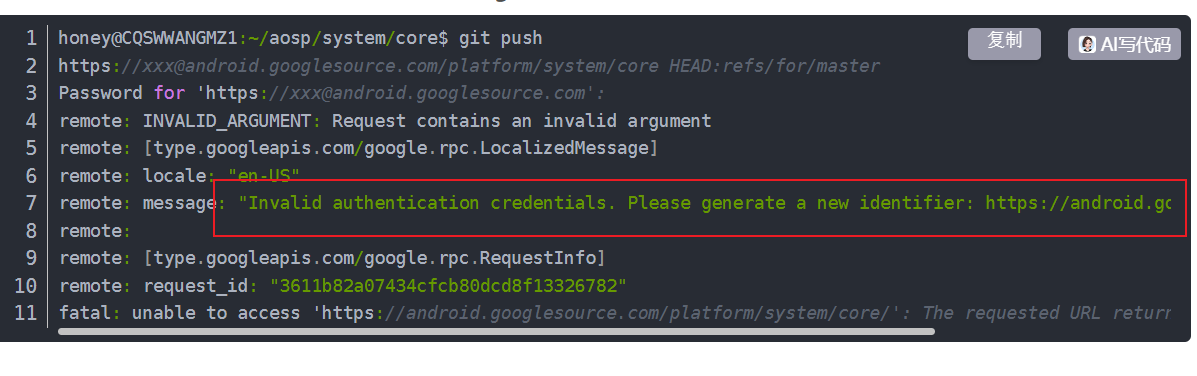 复制
AI写代码
1 honey@CQSWWANGMZ1:~/aosp/system/core$ git push
2 https://xxx@android.googlesource.com/platform/system/core HEAD:refs/for/master
3 Password for 'https://xxx@android.googlesource.com':
4 remote: INVALID_ARGUMENT: Request contains an invalid argument
5 remote: [type.googleapis.com/google.rpc.LocalizedMessage]
6 remote: locale: "en-US"
7 remote: message: "Invalid authentication credentials. Please generate a new identifier: https://android.go
8 remote:
9 remote: [type.googleapis.com/google.rpc.RequestInfo]
10 remote: request_id: "3611b82a07434cfcb80dcd8f13326782"
11 fatal: unable to access 'https://android.googlesource.com/platform/system/core/': The requested URL return